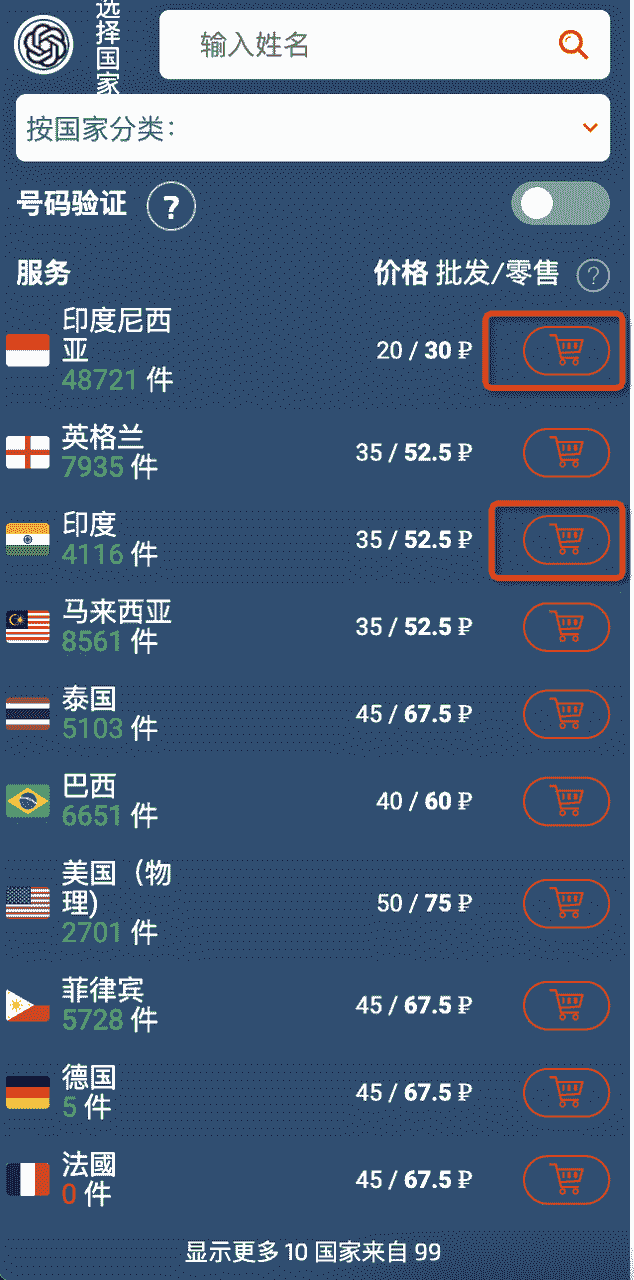 选择国家
输入姓名
按国家分类:
号码验证 ?
服务 价格 批发/零售 ?
印度尼西
亚
48721 件
20 / 30 ₽
英格兰
7935 件
35 / 52.5 ₽
印度
4116 件
35 / 52.5 ₽
马来西亚
8561 件
35 / 52.5 ₽
泰国
5103 件
45 / 67.5 ₽
巴西
6651 件
40 / 60 ₽
美国（物
理)
2701 件
50 / 75 ₽
菲律宾
5728 件
45 / 67.5 ₽
德国
5 件
45 / 67.5 ₽
法國
0 件
45 / 67.5 ₽
显示更多 10 国家来自 99